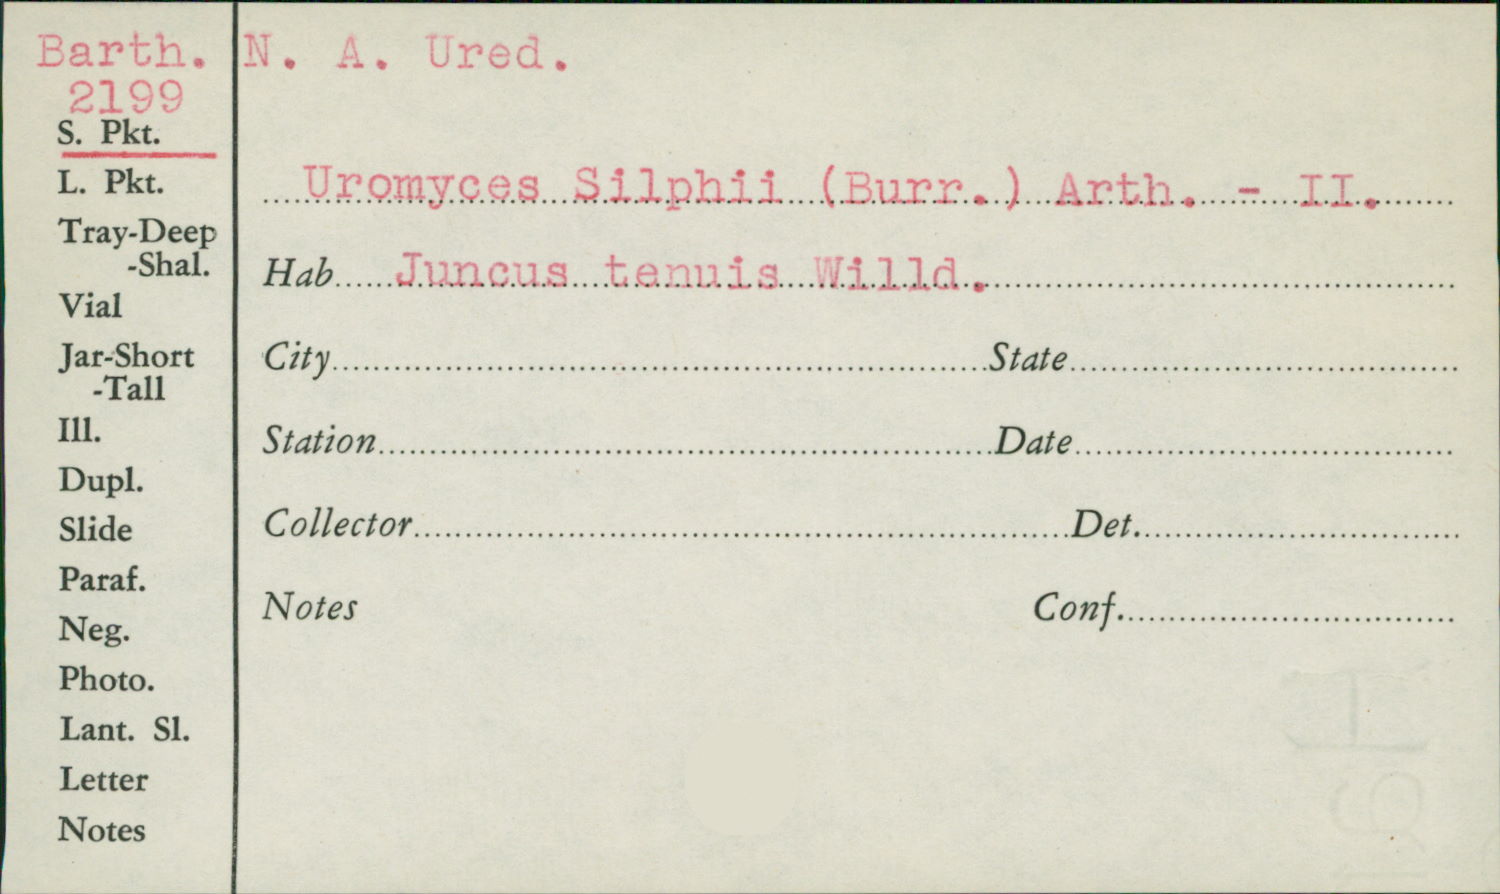 Barth. N. A. Ured.
2199
S. Pkt.
L. Pkt.
Tray-Deep
-Shal.
Vial
Jar-Short
-Tall
Ill.
Dupl.
Slide
Paraf.
Neg.
Photo.
Lant. Sl.
Letter
Notes
Uromyces Silphii (Burr.) Arth. - II.
Hab. Juncus tenuis Willd.
City State
Station Date
Collector Det.
Notes Conf.